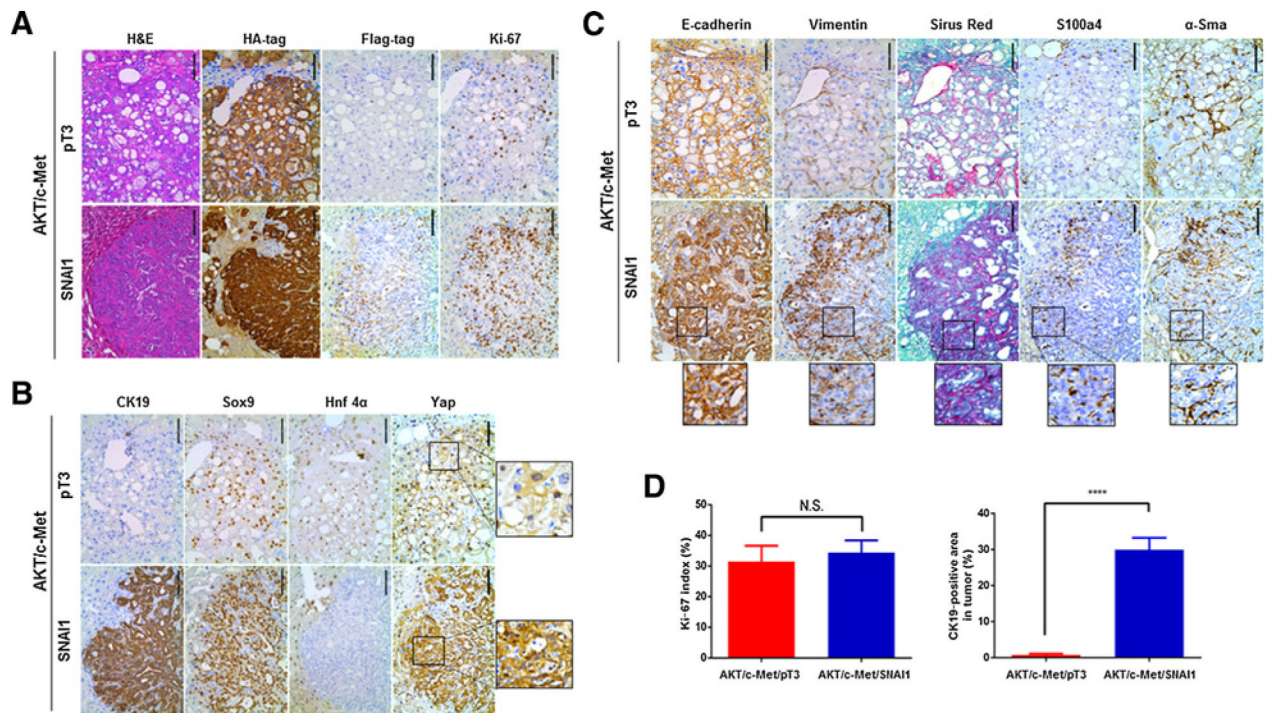 A
H&E HA-tag Flag-tag Ki-67
AKT/c-Met
pT3
SNAI1
B
CK19 Sox9 Hnf 4α Yap
AKT/c-Met
pT3
SNAI1
C
E-cadherin Vimentin Sirus Red S100a4 α-Sma
AKT/c-Met
pT3
SNAI1
D
Ki-67 index (%)
50
40
30
20
10
0
N.S.
AKT/c-Met/pT3 AKT/c-Met/SNAI1
CK19-positive area
in tumor (%)
40
30
20
10
0
****
AKT/c-Met/pT3 AKT/c-Met/SNAI1